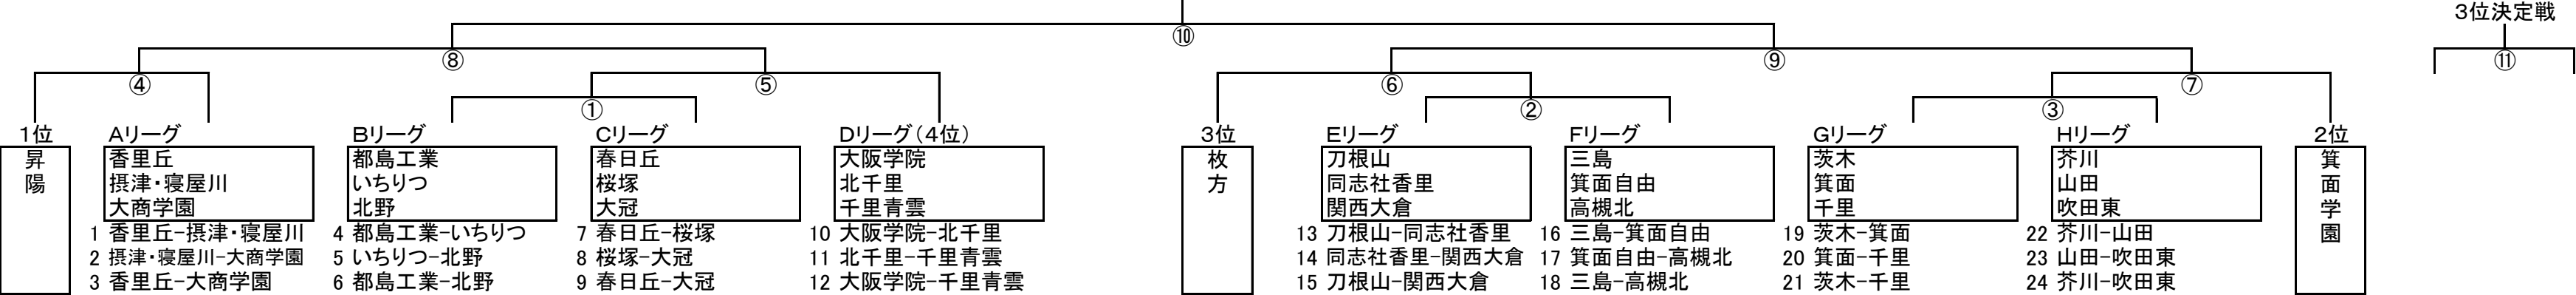 3位決定戦
⑩
⑧
⑨
⑪
④
⑤
⑥
⑦
①
②
③
1位
Aリーグ
Bリーグ
Cリーグ
Dリーグ(4位)
3位
Eリーグ
Fリーグ
Gリーグ
Hリーグ
2位
昇陽
香里丘
摂津・寝屋川
大商学園
都島工業
いちりつ
北野
春日丘
桜塚
大冠
大阪学院
北千里
千里青雲
枚方
刀根山
同志社香里
関西大倉
三島
箕面自由
高槻北
茨木
箕面
千里
芥川
山田
吹田東
箕面学園
1 香里丘-摂津・寝屋川
2 摂津・寝屋川-大商学園
3 香里丘-大商学園
4 都島工業-いちりつ
5 いちりつ-北野
6 都島工業-北野
7 春日丘-桜塚
8 桜塚-大冠
9 春日丘-大冠
10 大阪学院-北千里
11 北千里-千里青雲
12 大阪学院-千里青雲
13 刀根山-同志社香里
14 同志社香里-関西大倉
15 刀根山-関西大倉
16 三島-箕面自由
17 箕面自由-高槻北
18 三島-高槻北
19 茨木-箕面
20 箕面-千里
21 茨木-千里
22 芥川-山田
23 山田-吹田東
24 芥川-吹田東